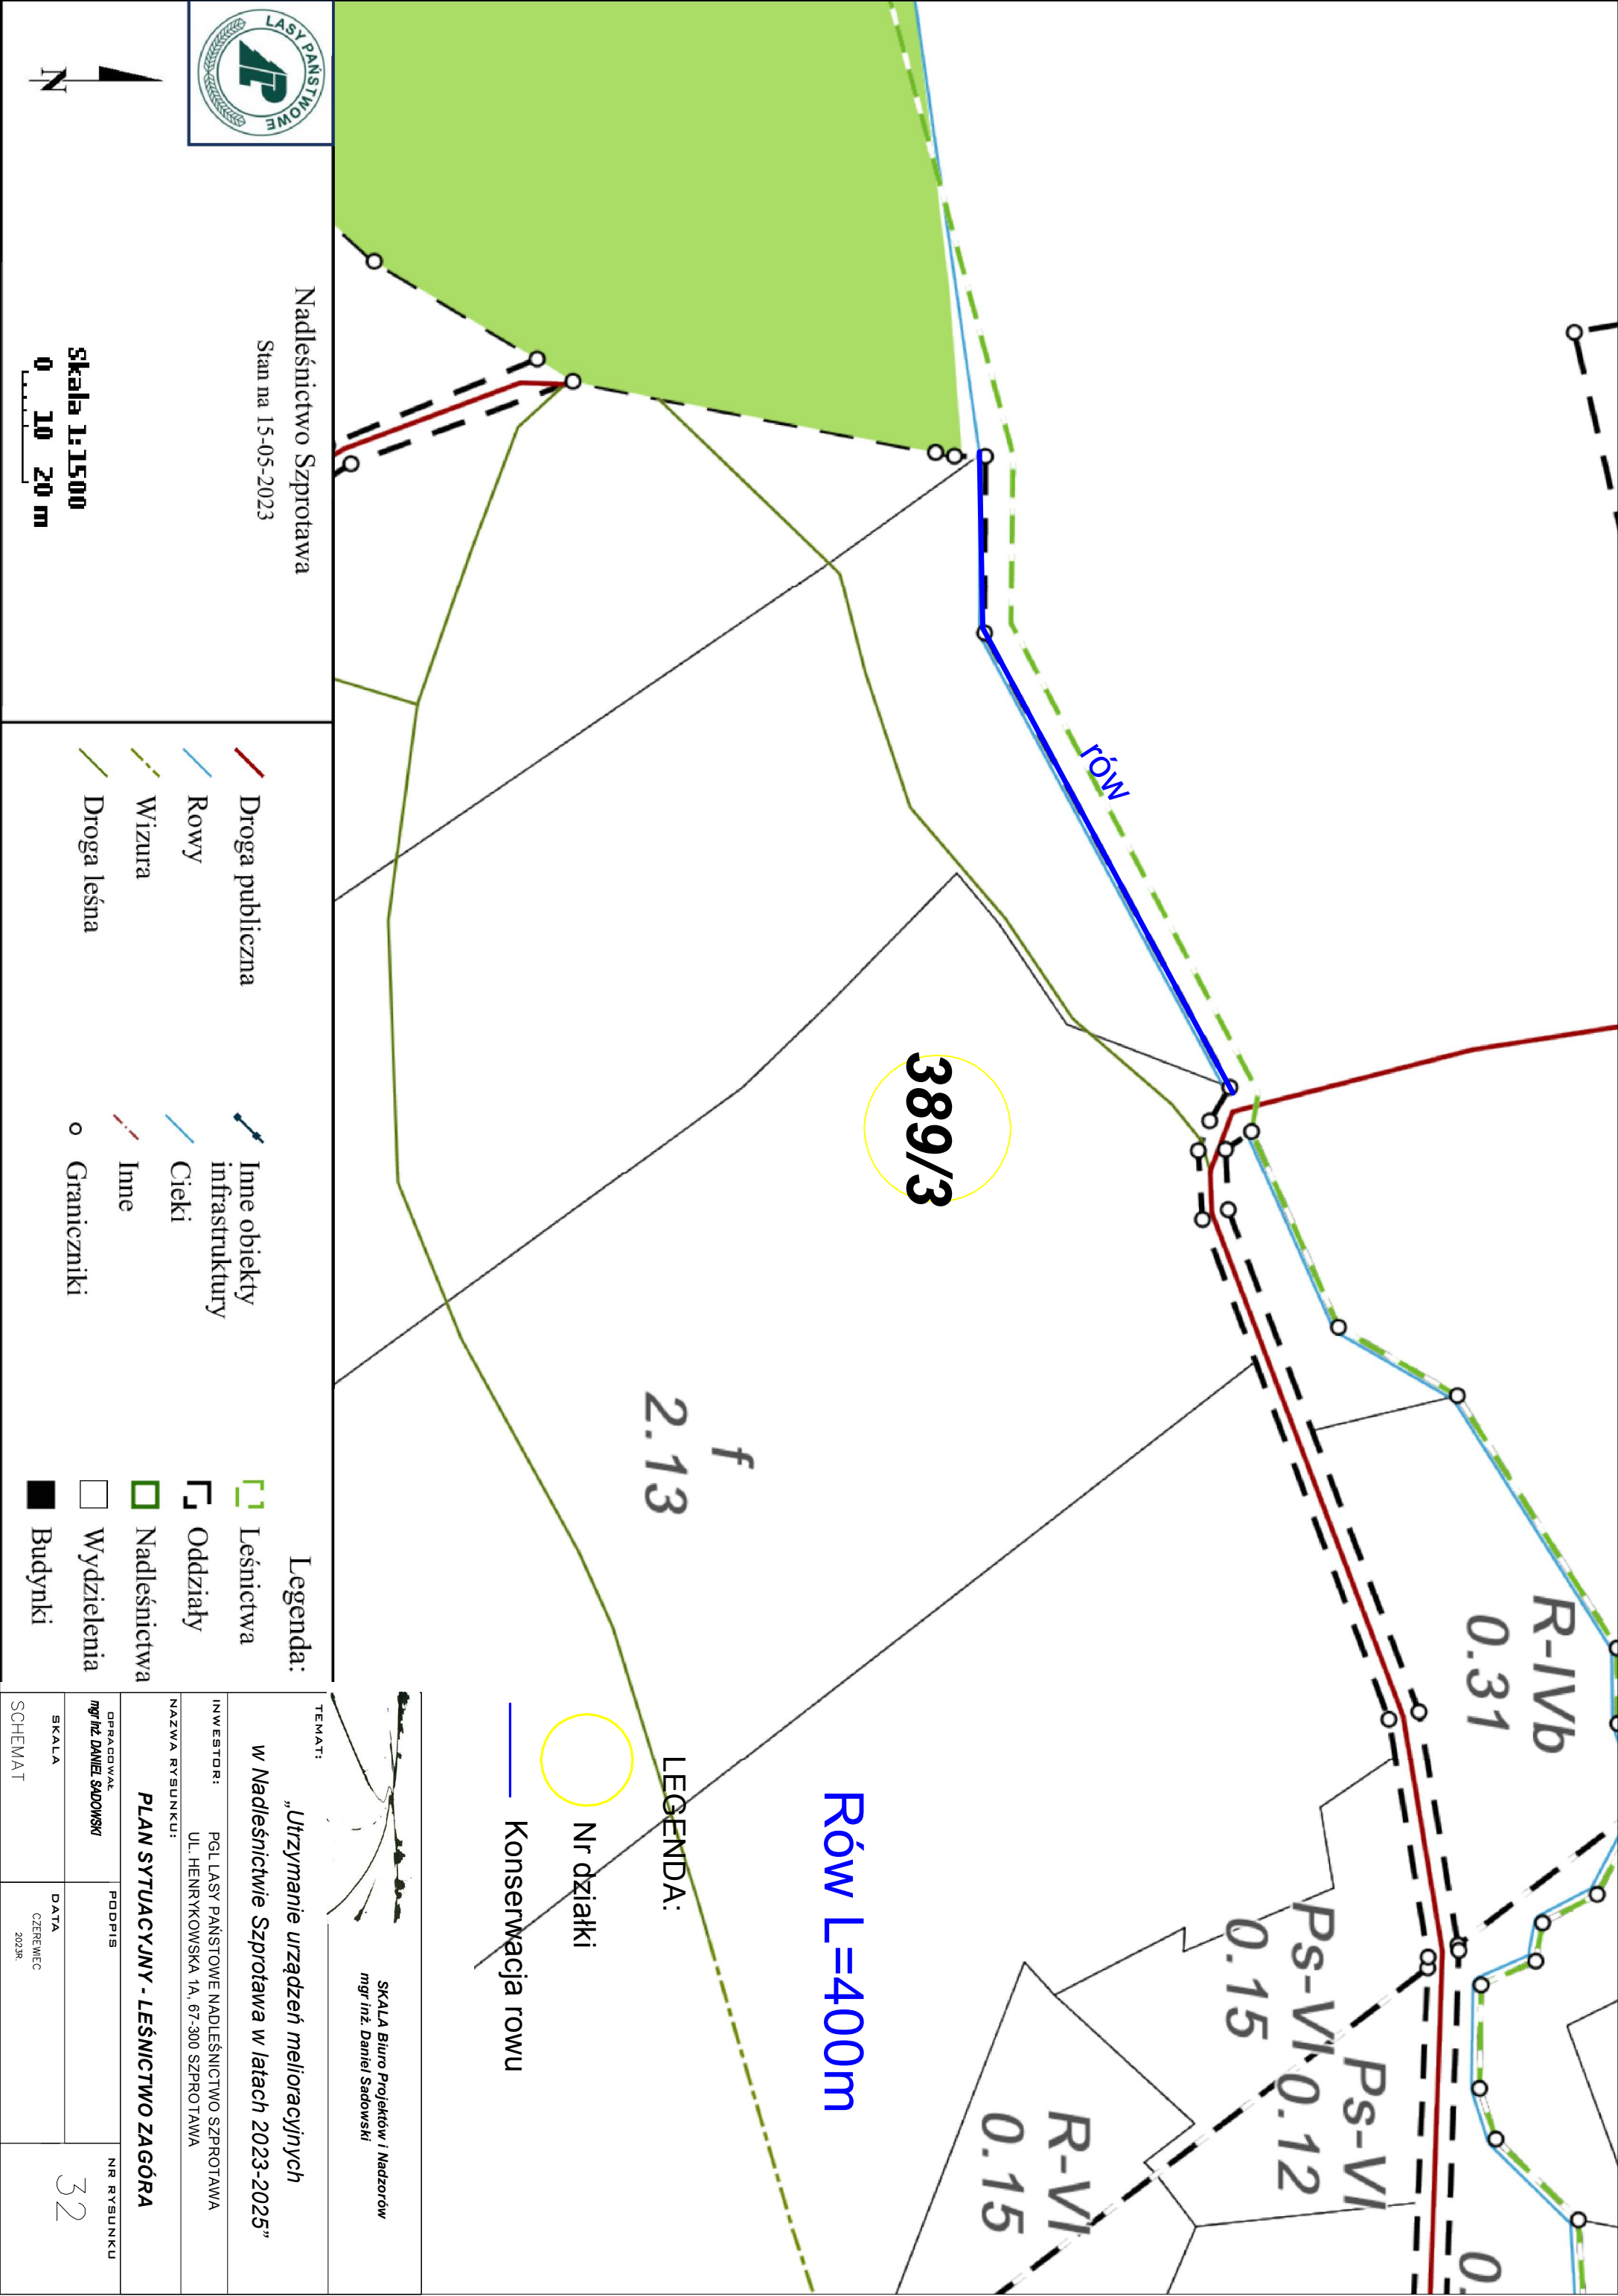 rów
389/3
f
2.13
R-IVb
0.31
Ps-VI
0.15
Ps-VI
0.12
R-VI
0.15
0.
Rów L=400m
LEGENDA:
Nr działki
Konserwacja rowu
LASY PAŃSTWOWE
N
Nadleśnictwo Szprotawa
Stan na 15-05-2023
Skala 1:1500
0 10 20 m
Droga publiczna
Rowy
Wizura
Droga leśna
Inne obiekty
infrastruktury
Cieki
Inne
Graniczniki
Legenda:
Leśnictwa
Oddziały
Nadleśnictwa
Wydzielenia
Budynki
SKALA Biuro Projektów i Nadzorów
mgr inż. Daniel Sadowski
TEMAT:
„Utrzymanie urządzeń melioracyjnych
w Nadleśnictwie Szprotawa w latach 2023-2025”
INWESTOR:
PGL LASY PAŃSTOWE NADLEŚNICTWO SZPROTAWA
UL. HENRYKOWSKA 1A, 67-300 SZPROTAWA
NAZWA RYSUNKU:
PLAN SYTUACYJNY - LEŚNICTWO ZAGÓRA
OPRACOWAŁ
mgr inż. DANIEL SADOWSKI
PODPIS
NR RYSUNKU
32
SKALA
SCHEMAT
DATA
CZEREWIEC
2023R.